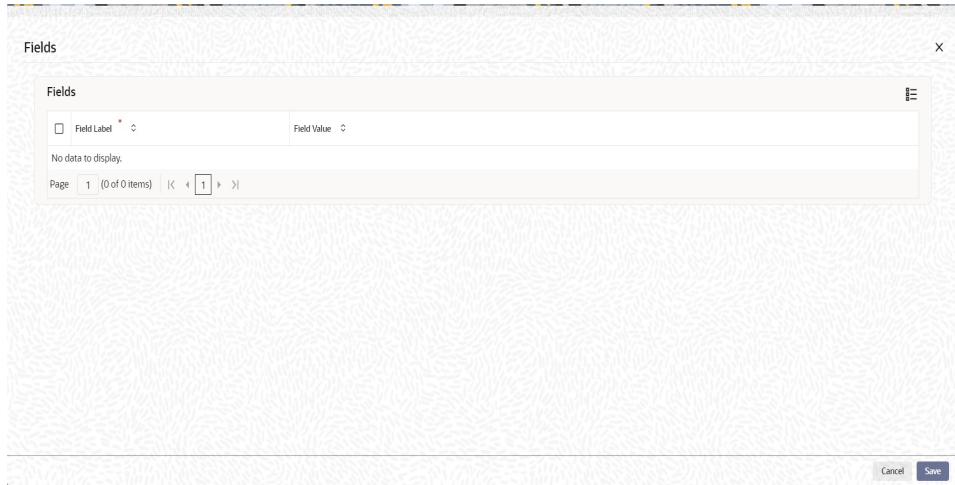 Fields
Fields
Field Label * Field Value
No data to display.
Page 1 (0 of 0 items) 1
Cancel Save